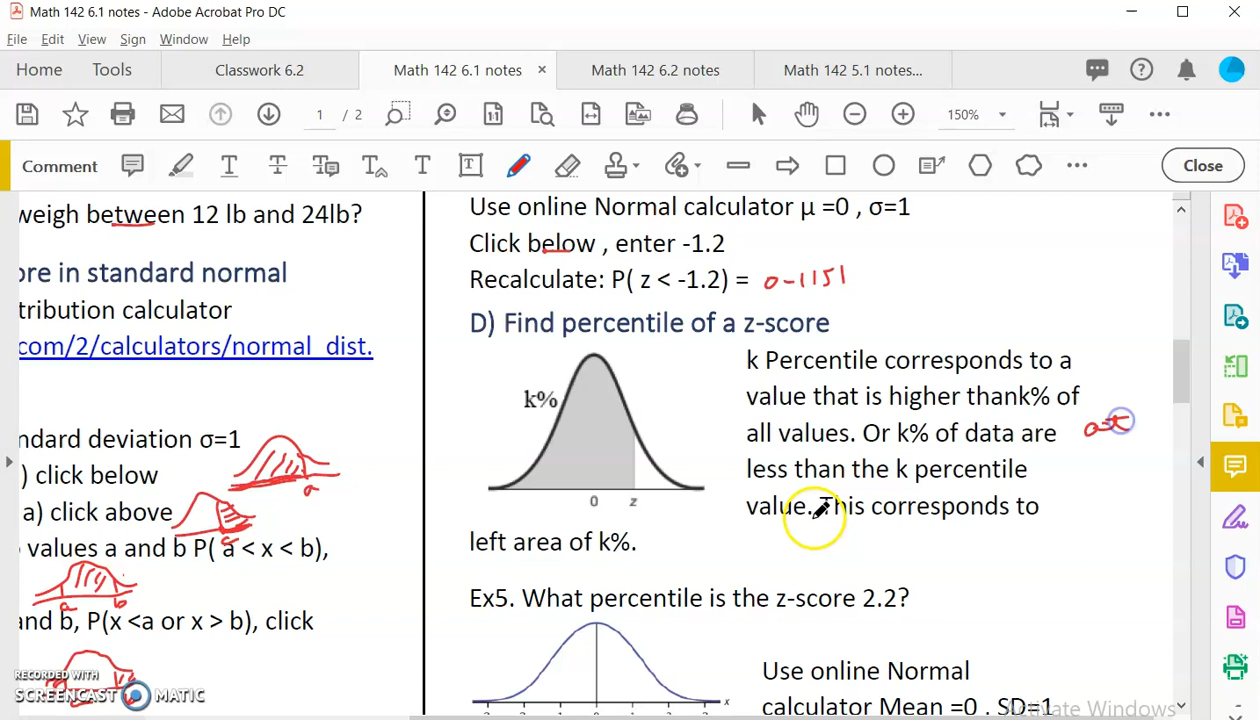 Math 142 6.1 notes - Adobe Acrobat Pro DC
File Edit View Sign Window Help
Home Tools Classwork 6.2 Math 142 6.1 notes × Math 142 6.2 notes Math 142 5.1 notes...
1 / 2 150%
Comment Close
weigh between 12 lb and 24lb?
ore in standard normal
tribution calculator
com/2/calculators/normal_dist.
ndard deviation σ=1
) click below
a
a) click above
a
values a and b P( a < x < b),
a b
and b, P(x <a or x > b), click
RECORDED WITH
SCREENCAST MATIC
Use online Normal calculator μ =0 , σ=1
Click below , enter -1.2
Recalculate: P( z < -1.2) = 0.1151
D) Find percentile of a z-score
k%
0 z
k Percentile corresponds to a
value that is higher thank% of
all values. Or k% of data are
less than the k percentile
value. This corresponds to
left area of k%.
Ex5. What percentile is the z-score 2.2?
x
Use online Normal
calculator Mean =0 , SD=1
Activate Windows